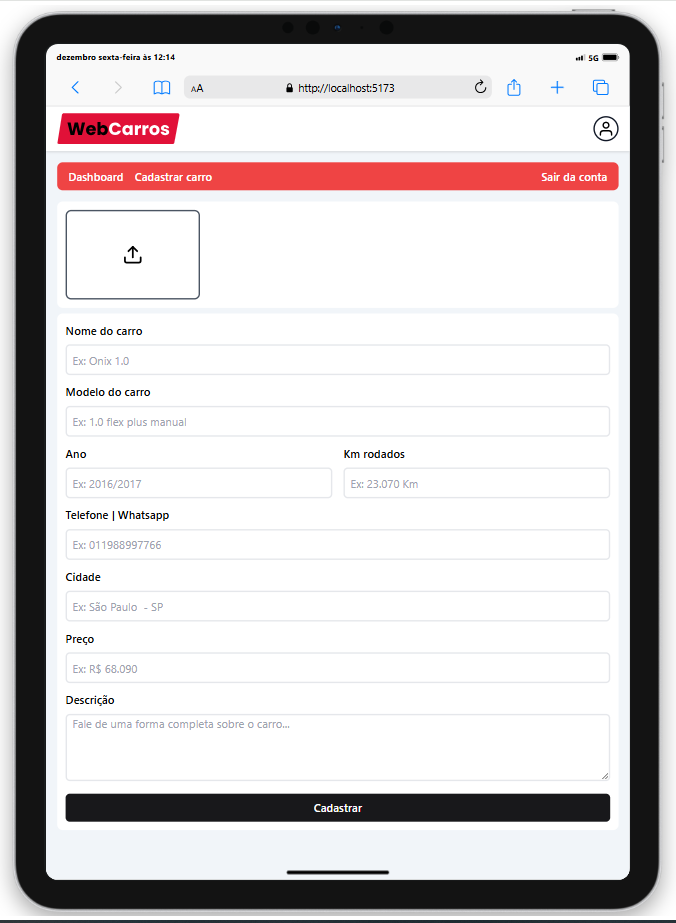 dezembro sexta-feira às 12:14 5G
AA http://localhost:5173
WebCarros
Dashboard Cadastrar carro Sair da conta
Nome do carro
Ex: Onix 1.0
Modelo do carro
Ex: 1.0 flex plus manual
Ano Km rodados
Ex: 2016/2017 Ex: 23.070 Km
Telefone | Whatsapp
Ex: 011988997766
Cidade
Ex: São Paulo - SP
Preço
Ex: R$ 68.090
Descrição
Fale de uma forma completa sobre o carro...
Cadastrar